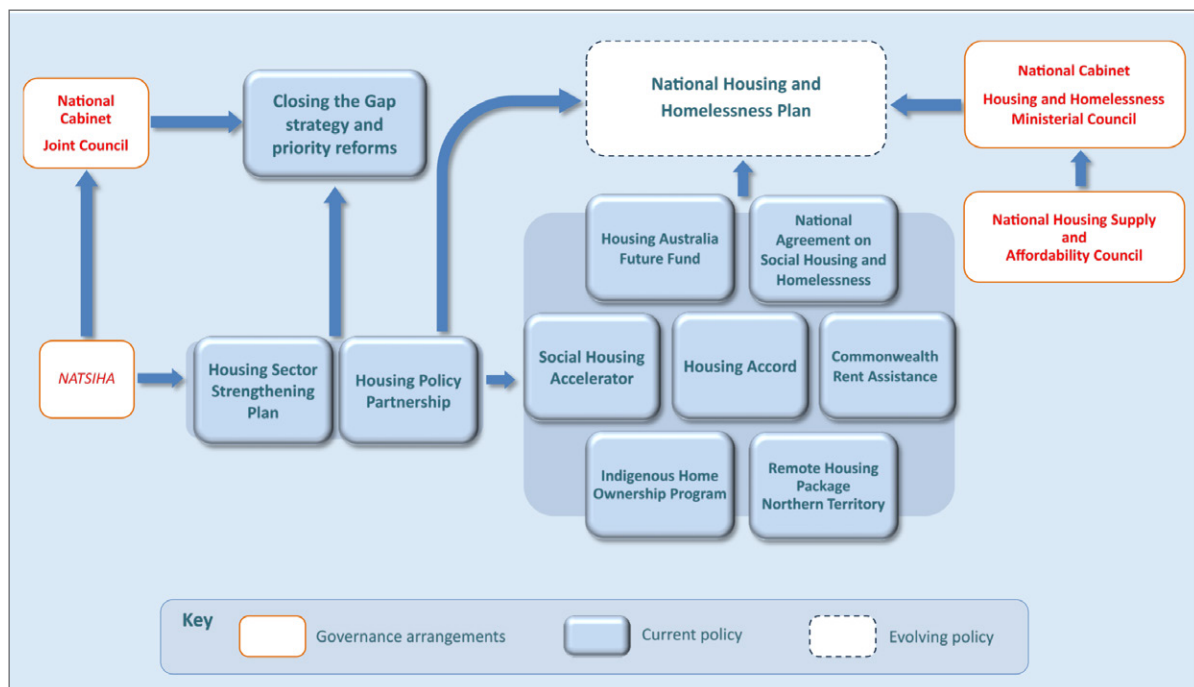 National
Cabinet
Joint Council
Closing the Gap
strategy and
priority reforms
National Housing and
Homelessness Plan
National Cabinet
Housing and Homelessness
Ministerial Council
National Housing Supply
and
Affordability Council
Housing Australia
Future Fund
National
Agreement on
Social Housing and
Homelessness
NATSIHA
Housing Sector
Strengthening
Plan
Housing Policy
Partnership
Social Housing
Accelerator
Housing Accord
Commonwealth
Rent Assistance
Indigenous Home
Ownership Program
Remote Housing
Package
Northern Territory
Key
Governance arrangements
Current policy
Evolving policy